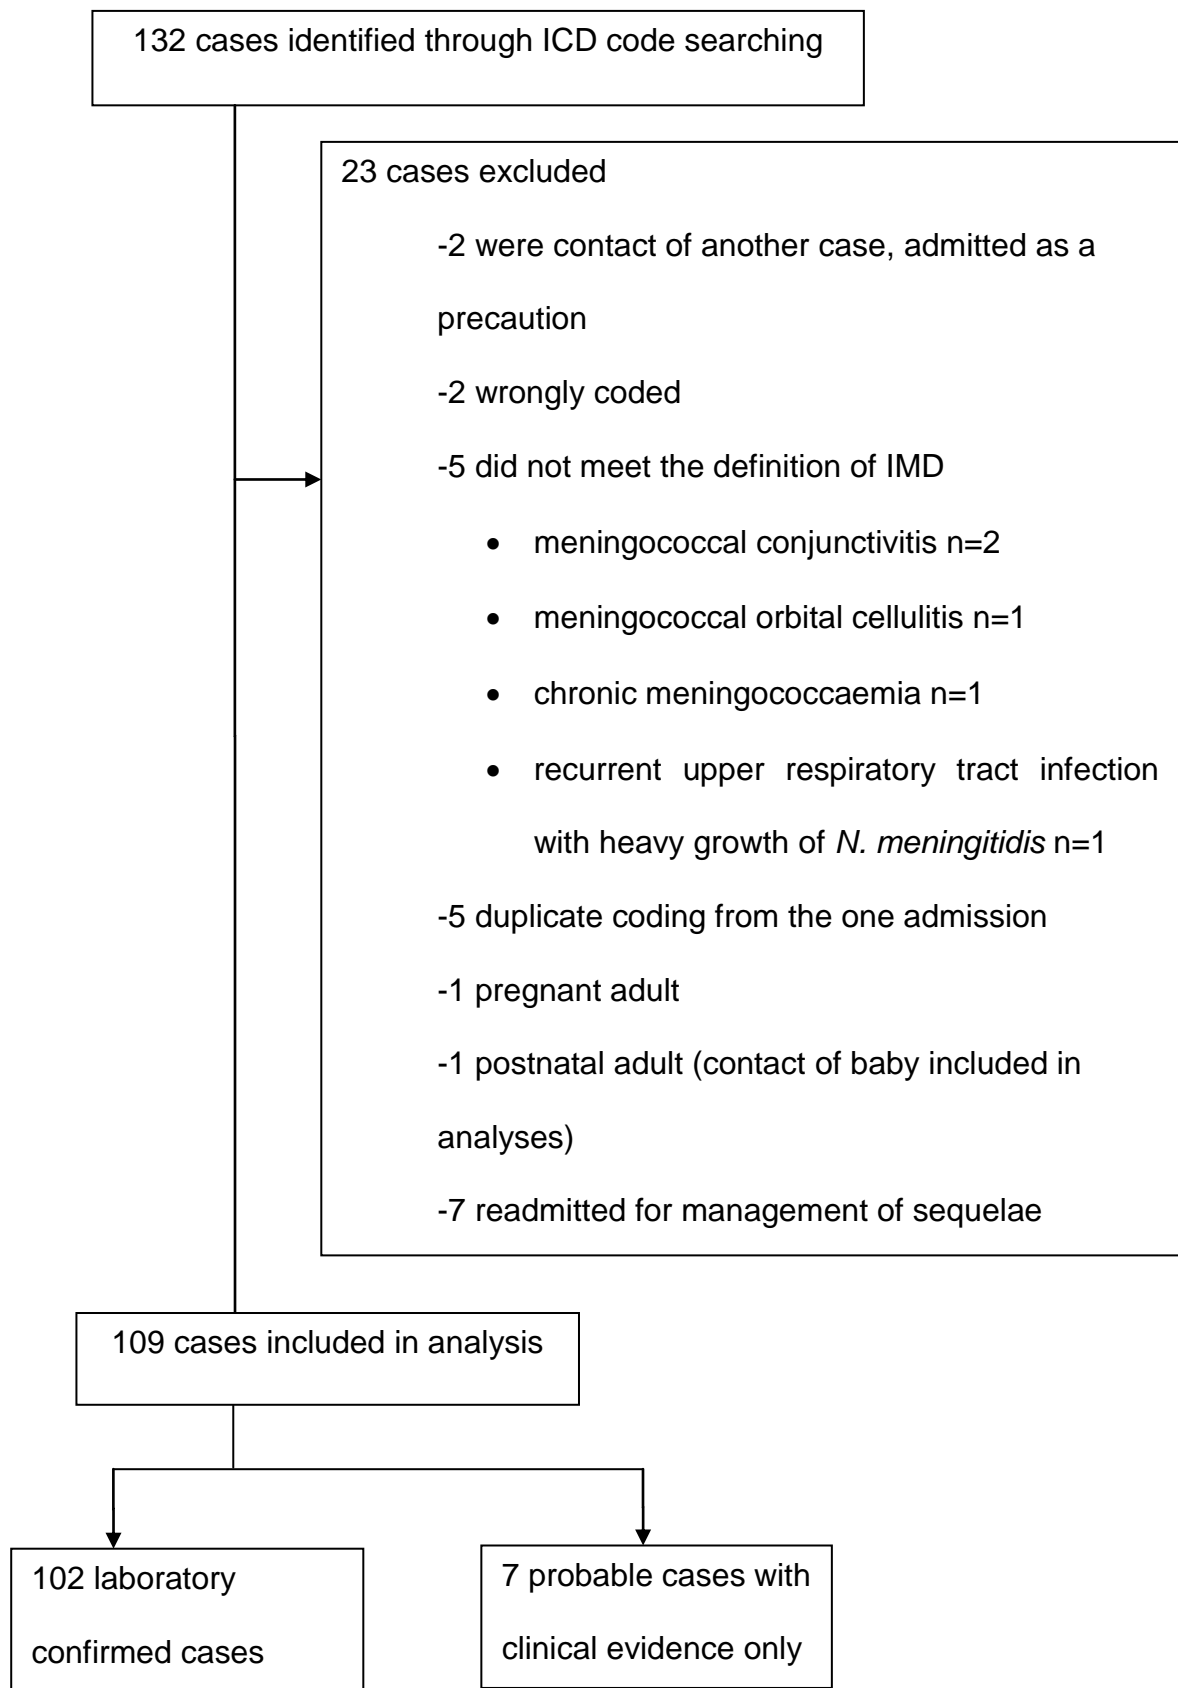 132 cases identified through ICD code searching
23 cases excluded
-2 were contact of another case, admitted as a
precaution
-2 wrongly coded
-5 did not meet the definition of IMD
• meningococcal conjunctivitis n=2
• meningococcal orbital cellulitis n=1
• chronic meningococcaemia n=1
• recurrent upper respiratory tract infection
with heavy growth of N. meningitidis n=1
-5 duplicate coding from the one admission
-1 pregnant adult
-1 postnatal adult (contact of baby included in
analyses)
-7 readmitted for management of sequelae
109 cases included in analysis
102 laboratory
confirmed cases
7 probable cases with
clinical evidence only